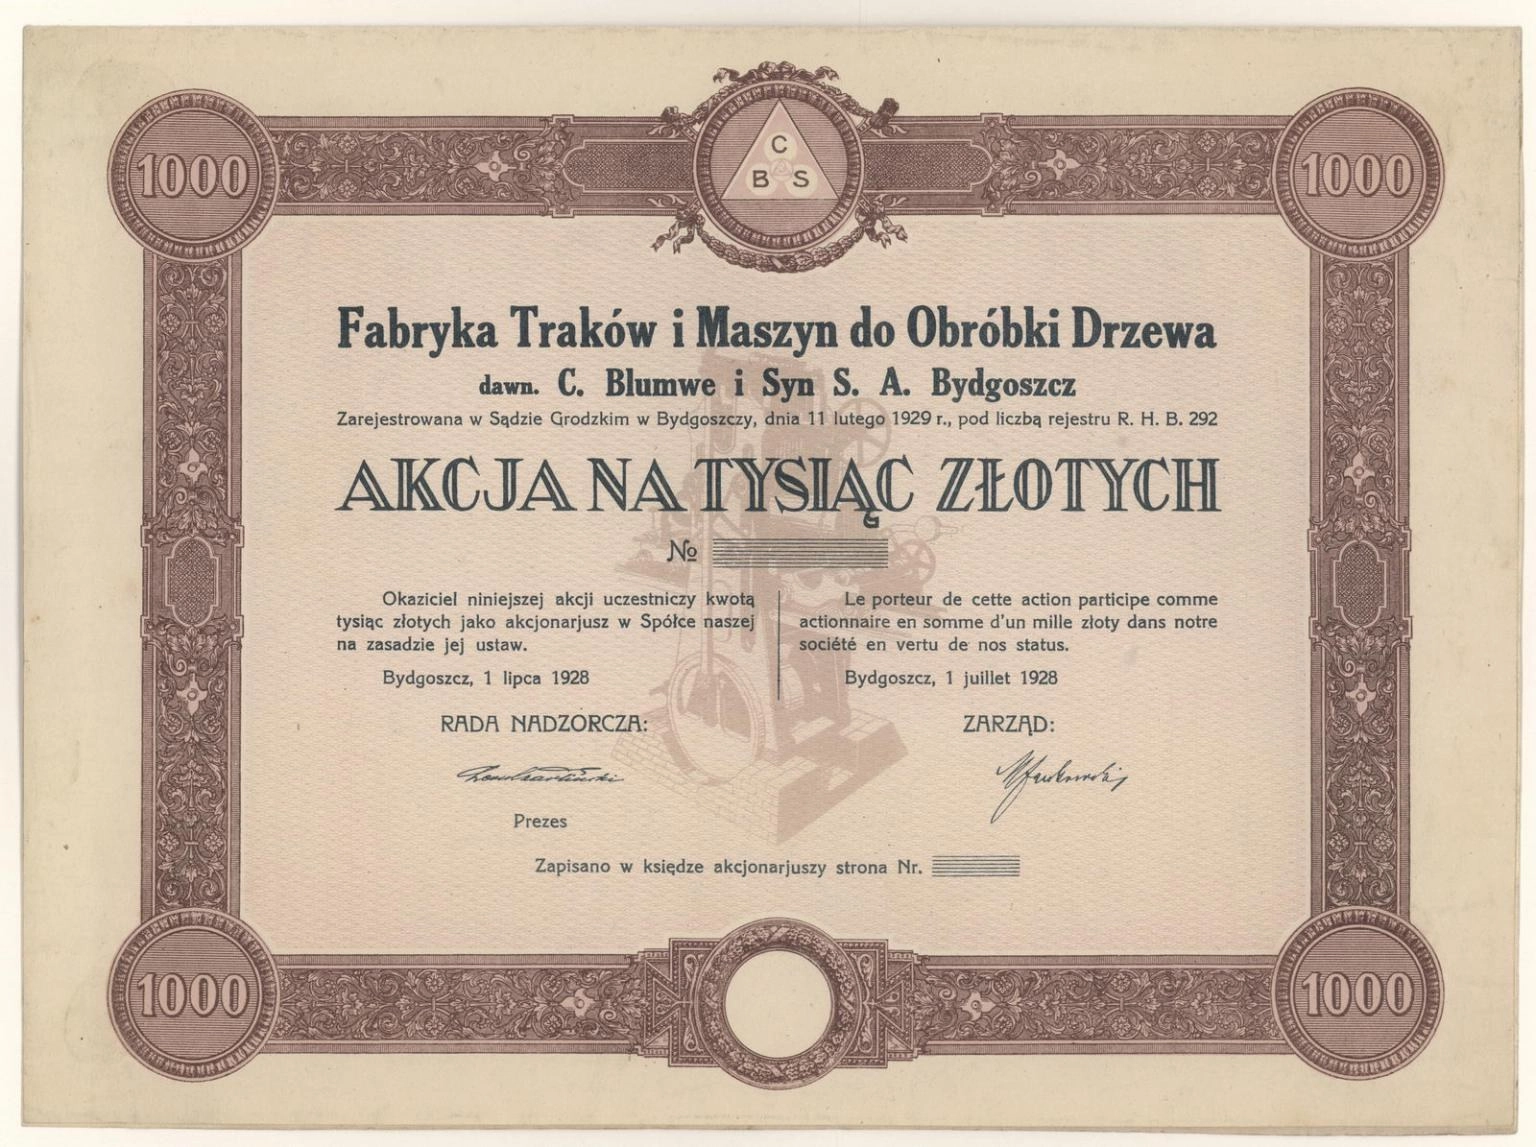 1000
C
B S
1000
Fabryka Traków i Maszyn do Obróbki Drzewa
dawn. C. Blumwe i Syn S. A. Bydgoszcz
Zarejestrowana w Sądzie Grodzkim w Bydgoszczy, dnia 11 lutego 1929 r., pod liczbą rejestru R. H. B. 292
AKCJA NA TYSIĄC ZŁOTYCH
No
Okaziciel niniejszej akcji uczestniczy kwotą
tysiąc złotych jako akcjonarjusz w Spółce naszej
na zasadzie jej ustaw.
Bydgoszcz, 1 lipca 1928
Le porteur de cette action participe comme
actionnaire en somme d'un mille złoty dans notre
société en vertu de nos status.
Bydgoszcz, 1 juillet 1928
RADA NADZORCZA:
Prezes
ZARZĄD:
Zapisano w księdze akcjonarjuszy strona Nr.
1000
1000